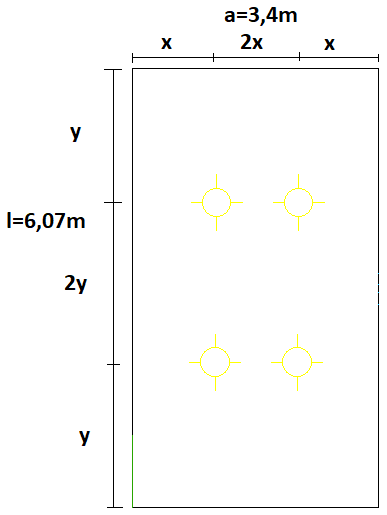 a=3,4m
x 2x x
y
l=6,07m
2y
y